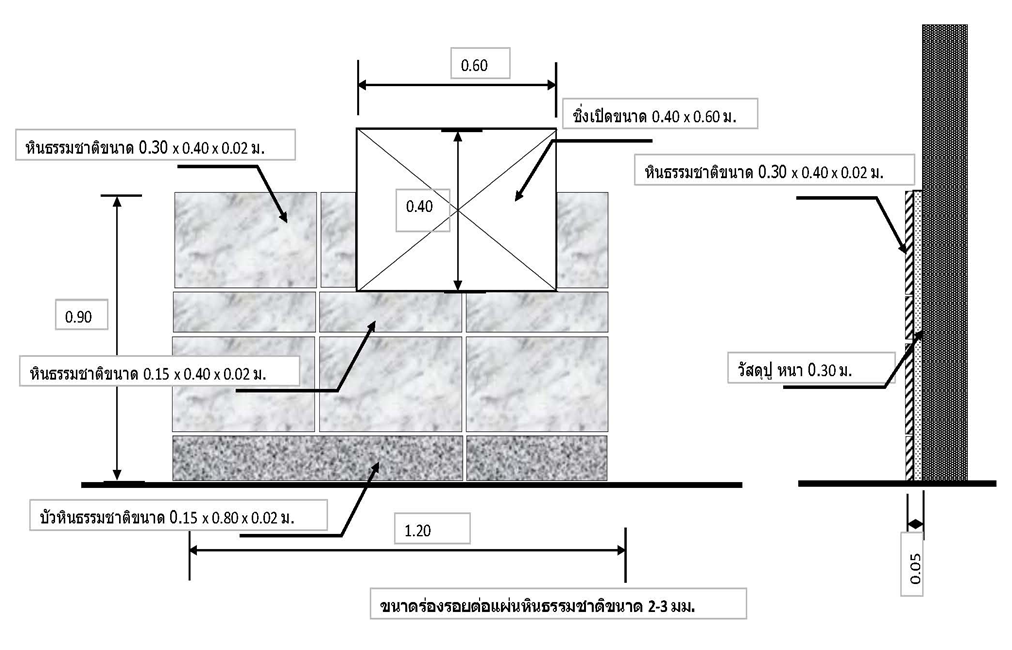 0.60
ซิ่งเปิดขนาด 0.40 x 0.60 ม.
หินธรรมชาติขนาด 0.30 x 0.40 x 0.02 ม.
หินธรรมชาติขนาด 0.30 x 0.40 x 0.02 ม.
0.40
0.90
หินธรรมชาติขนาด 0.15 x 0.40 x 0.02 ม.
วัสดุปู หนา 0.30 ม.
บัวหินธรรมชาติขนาด 0.15 x 0.80 x 0.02 ม.
1.20
0.05
ขนาดร่องรอยต่อแผ่นหินธรรมชาติขนาด 2-3 มม.